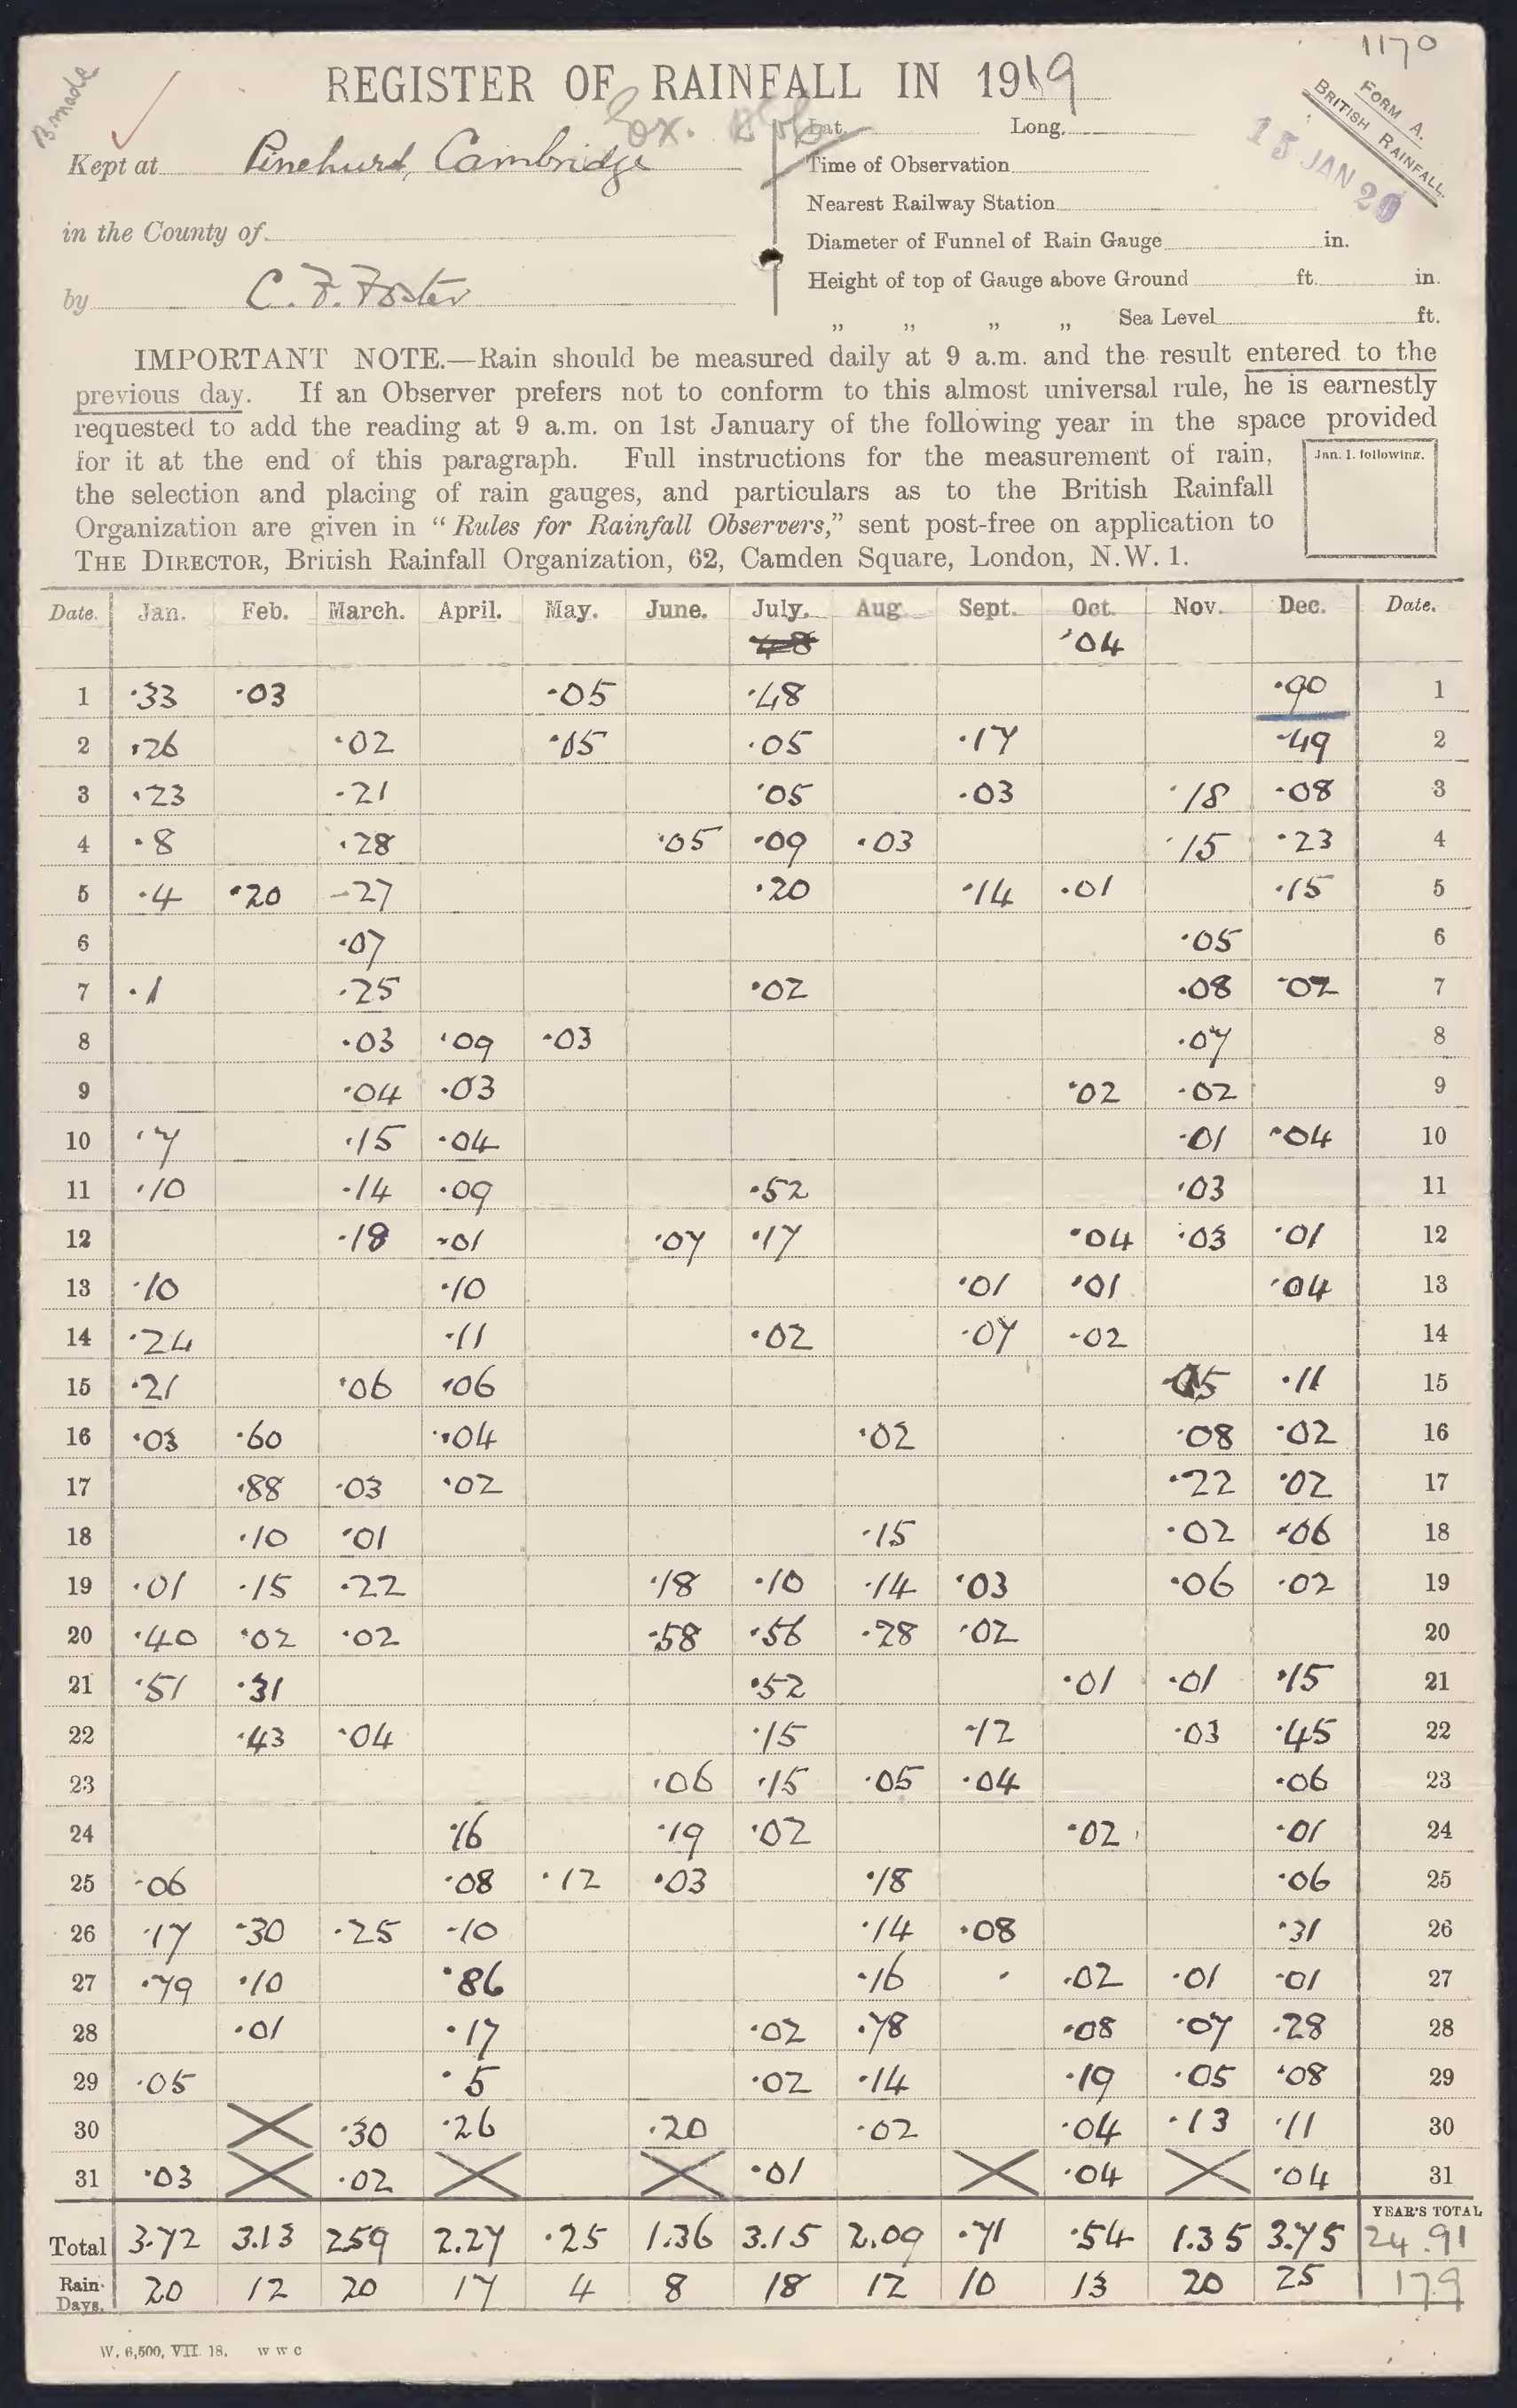 1170
B. made
REGISTER OF RAINFALL IN 1919
FORM A.
BRITISH RAINFALL.
15 JAN 20
Kept at Pinehurst, Cambridge
in the County of
by C. F. Foster
Lat. Long.
Time of Observation
Nearest Railway Station
Diameter of Funnel of Rain Gauge in.
Height of top of Gauge above Ground ft. in.
„ „ „ „ Sea Level ft.
IMPORTANT NOTE.—Rain should be measured daily at 9 a.m. and the result entered to the
previous day. If an Observer prefers not to conform to this almost universal rule, he is earnestly
requested to add the reading at 9 a.m. on 1st January of the following year in the space provided
for it at the end of this paragraph. Full instructions for the measurement of rain,
the selection and placing of rain gauges, and particulars as to the British Rainfall
Organization are given in “Rules for Rainfall Observers,” sent post-free on application to
THE DIRECTOR, British Rainfall Organization, 62, Camden Square, London, N.W. 1.
Jan. 1. following.
Date. Jan. Feb. March. April. May. June. July. Aug Sept. Oct. Nov. Dec. Date.
48 ·04
1 ·33 ·03 ·05 ·48 ·90 1
2 ·26 ·02 ·05 ·05 ·17 ·49 2
3 ·23 ·21 ·05 ·03 ·18 ·08 3
4 ·8 ·28 ·05 ·09 ·03 ·15 ·23 4
5 ·4 ·20 ·27 ·20 ·14 ·01 ·15 5
6 ·07 ·05 6
7 ·1 ·25 ·02 ·08 ·02 7
8 ·03 ·09 ·03 ·07 8
9 ·04 ·03 ·02 ·02 9
10 ·7 ·15 ·04 ·01 ·04 10
11 ·10 ·14 ·09 ·52 ·03 11
12 ·18 ·01 ·07 ·17 ·04 ·03 ·01 12
13 ·10 ·10 ·01 ·01 ·04 13
14 ·24 ·11 ·02 ·07 ·02 14
15 ·21 ·06 ·06 ·05 ·11 15
16 ·03 ·60 ·04 ·02 ·08 ·02 16
17 ·88 ·03 ·02 ·22 ·02 17
18 ·10 ·01 ·15 ·02 ·06 18
19 ·01 ·15 ·22 ·18 ·10 ·14 ·03 ·06 ·02 19
20 ·40 ·02 ·02 ·58 ·56 ·28 ·02 20
21 ·51 ·31 ·52 ·01 ·01 ·15 21
22 ·43 ·04 ·15 ·12 ·03 ·45 22
23 ·06 ·15 ·05 ·04 ·06 23
24 ·16 ·19 ·02 ·02 ·01 24
25 ·06 ·08 ·12 ·03 ·18 ·06 25
26 ·17 ·30 ·25 ·10 ·14 ·08 ·31 26
27 ·79 ·10 ·86 ·16 · ·02 ·01 ·01 27
28 ·01 ·17 ·02 ·78 ·08 ·07 ·28 28
29 ·05 ·5 ·02 ·14 ·19 ·05 ·08 29
30 ·30 ·26 ·20 ·02 ·04 ·13 ·11 30
31 ·03 ·02 ·01 ·04 ·04 31
YEAR'S TOTAL
Total 3.72 3.13 259 2.27 ·25 1.36 3.15 2.09 ·71 ·54 1.35 3.75 24.91
Rain-Days. 20 12 20 17 4 8 18 12 10 13 20 25 179
W. 6,500, VII. 18. W W C